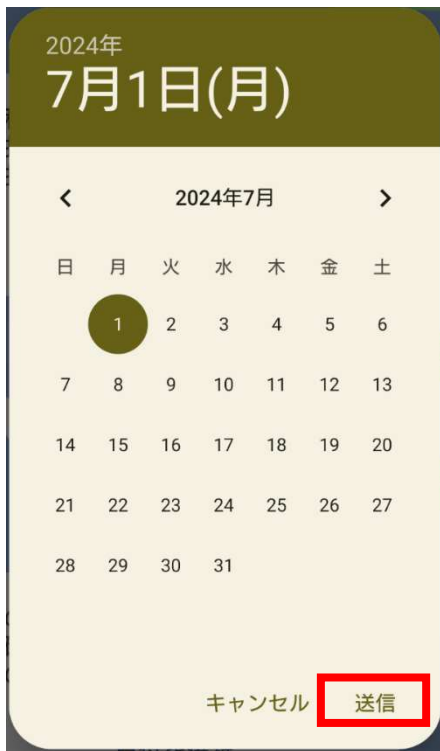 2024年
7月1日(月)
2024年7月
日 月 火 水 木 金 土
1 2 3 4 5 6
7 8 9 10 11 12 13
14 15 16 17 18 19 20
21 22 23 24 25 26 27
28 29 30 31
キャンセル 送信